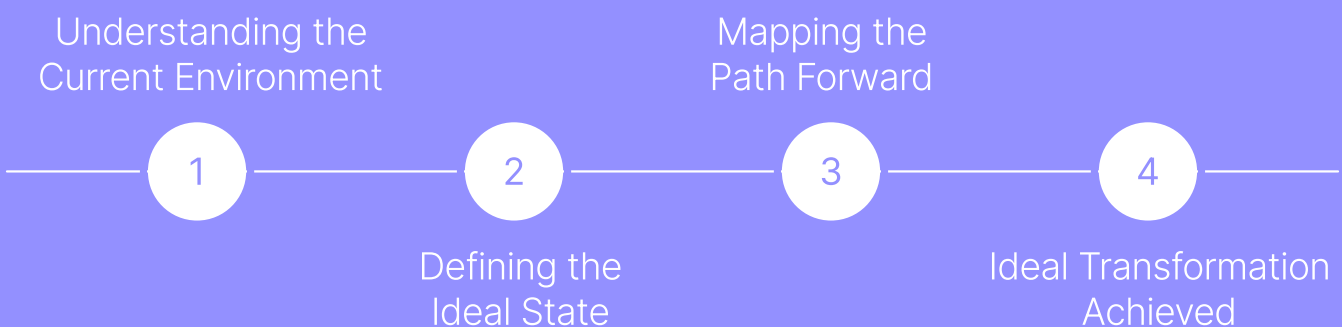 Understanding the
Current Environment
Mapping the
Path Forward
1
2
3
4
Defining the
Ideal State
Ideal Transformation
Achieved